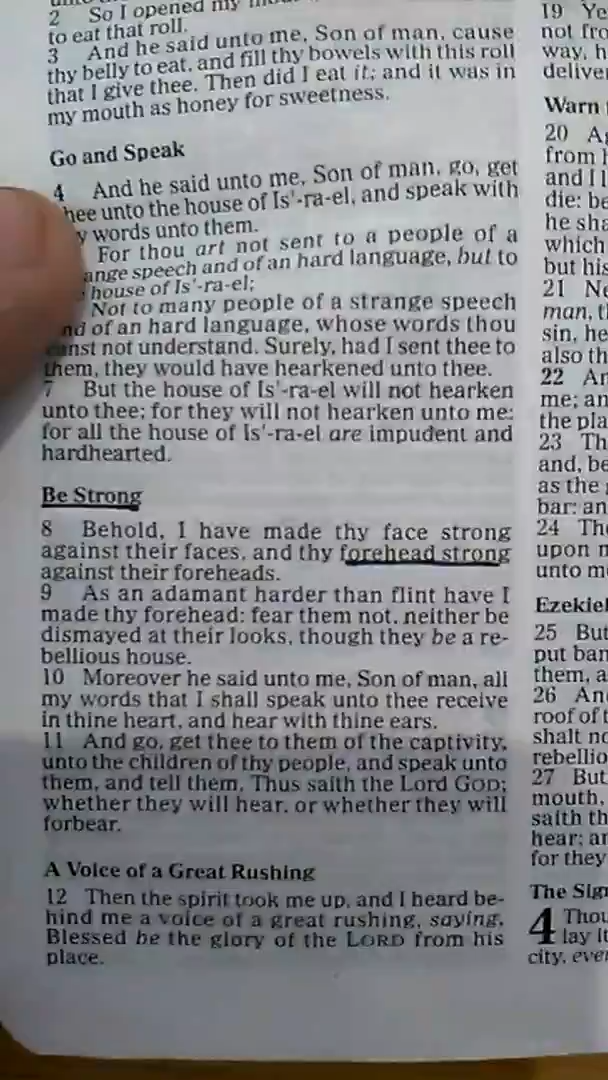 2 So I opened my
to eat that roll.
3 And he said unto me, Son of man, cause
thy belly to eat, and fill thy bowels with this roll
that I give thee. Then did I eat it; and it was in
my mouth as honey for sweetness.
Go and Speak
4 And he said unto me, Son of man, go, get
hee unto the house of Is'-ra-el, and speak with
y words unto them.
For thou art not sent to a people of a
ange speech and of an hard language, but to
house of Is'-ra-el;
Not to many people of a strange speech
nd of an hard language, whose words thou
canst not understand. Surely, had I sent thee to
them, they would have hearkened unto thee.
7 But the house of Is'-ra-el will not hearken
unto thee; for they will not hearken unto me:
for all the house of Is'-ra-el are impudent and
hardhearted.
Be Strong
8 Behold, I have made thy face strong
against their faces, and thy forehead strong
against their foreheads.
9 As an adamant harder than flint have I
made thy forehead: fear them not, neither be
dismayed at their looks, though they be a re-
bellious house.
10 Moreover he said unto me, Son of man, all
my words that I shall speak unto thee receive
in thine heart, and hear with thine ears.
11 And go, get thee to them of the captivity,
unto the children of thy people, and speak unto
them, and tell them, Thus saith the Lord GOD;
whether they will hear, or whether they will
forbear.
A Voice of a Great Rushing
12 Then the spirit took me up, and I heard be-
hind me a voice of a great rushing, saying,
Blessed be the glory of the LORD from his
place.
19 Ye
not fro
way, h
deliver
Warn
20 Ag
from h
and I l
die: be
he sha
which
but his
21 Ne
man, t
sin, he
also th
22 An
me; an
the pla
23 Th
and, be
as the
bar: an
24 The
upon m
unto me
Ezekiel
25 But
put ban
them, a
26 An
roof of t
shalt no
rebellio
27 But
mouth,
saith th
hear; an
for they
The Sign
4 Thou
lay it
city, even